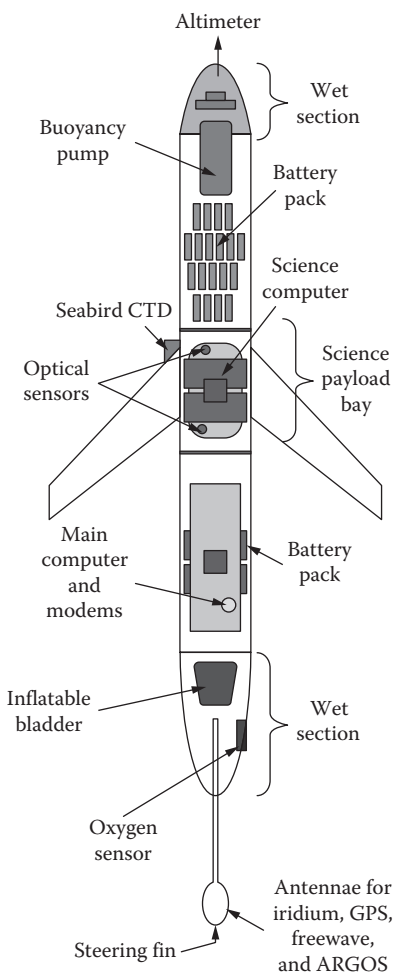 Altimeter
Wet
section
Buoyancy
pump
Battery
pack
Science
computer
Seabird CTD
Optical
sensors
Science
payload
bay
Main
computer
and
modems
Battery
pack
Inflatable
bladder
Wet
section
Oxygen
sensor
Antennae for
iridium, GPS,
freewave,
and ARGOS
Steering fin